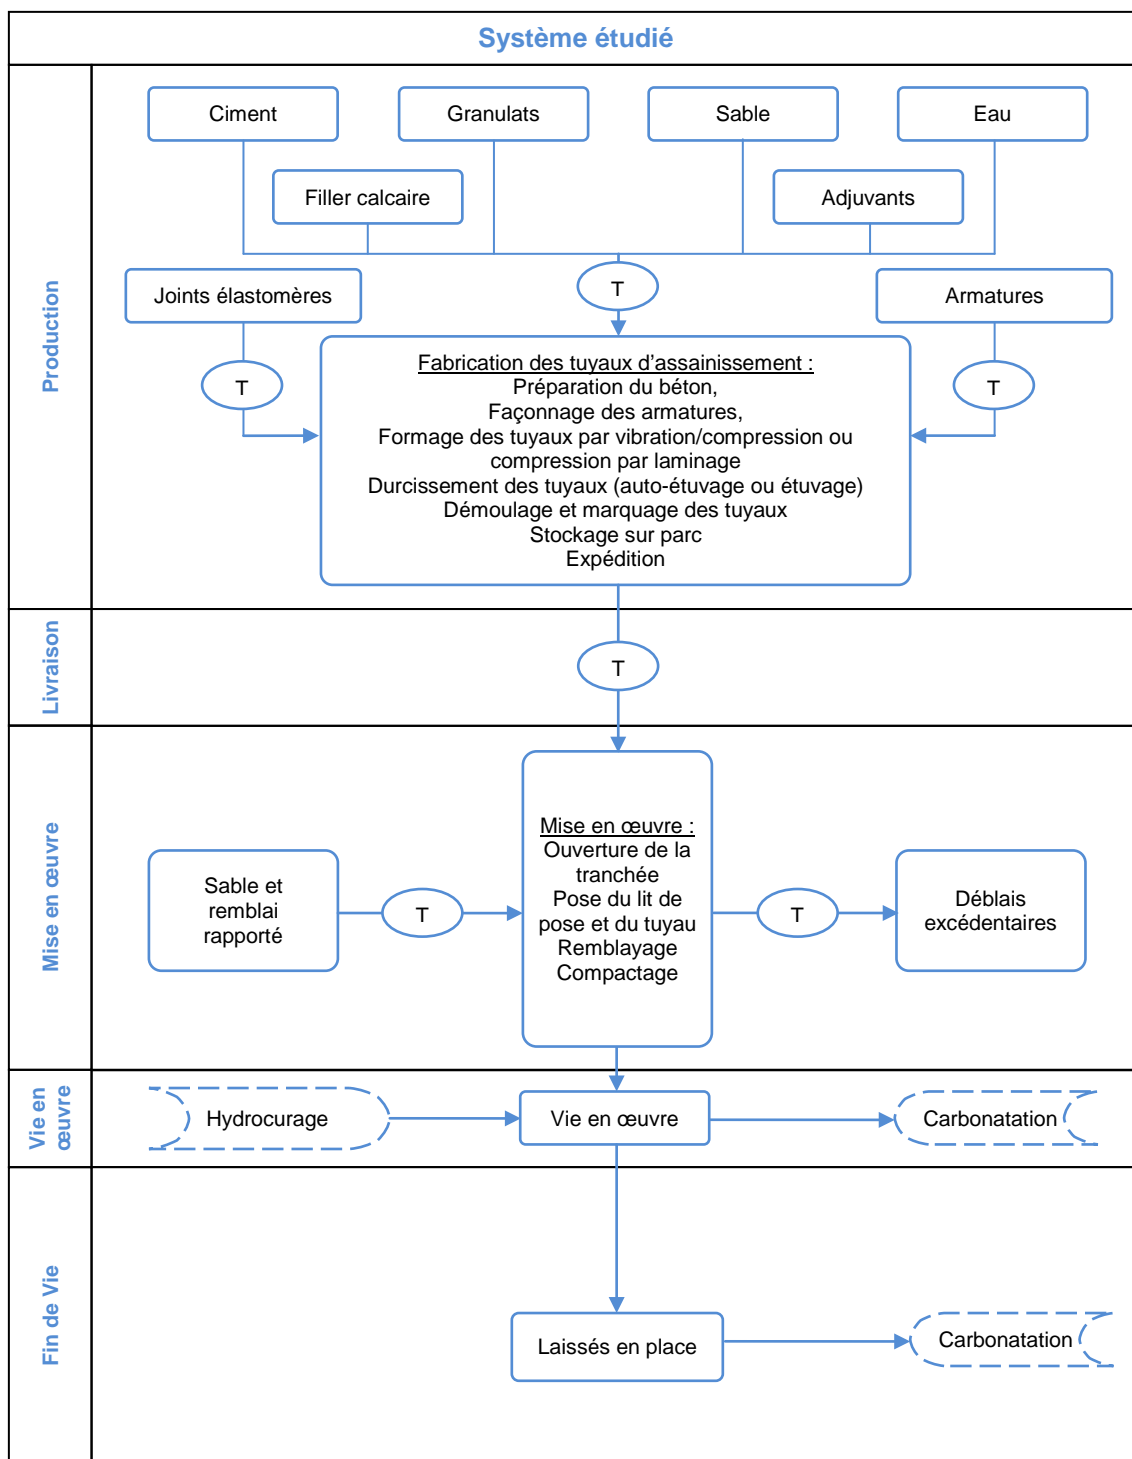 Système étudié
Production
Ciment
Granulats
Sable
Eau
Filler calcaire
Adjuvants
Joints élastomères
T
Armatures
T
T
Fabrication des tuyaux d'assainissement :
Préparation du béton,
Façonnage des armatures,
Formage des tuyaux par vibration/compression ou
compression par laminage
Durcissement des tuyaux (auto-étuvage ou étuvage)
Démoulage et marquage des tuyaux
Stockage sur parc
Expédition
Livraison
T
Mise en œuvre
Sable et
remblai
rapporté
T
Mise en œuvre :
Ouverture de la
tranchée
Pose du lit de
pose et du tuyau
Remblayage
Compactage
T
Déblais
excédentaires
Vie en
œuvre
Hydrocurage
Vie en œuvre
Carbonatation
Fin de Vie
Laissés en place
Carbonatation